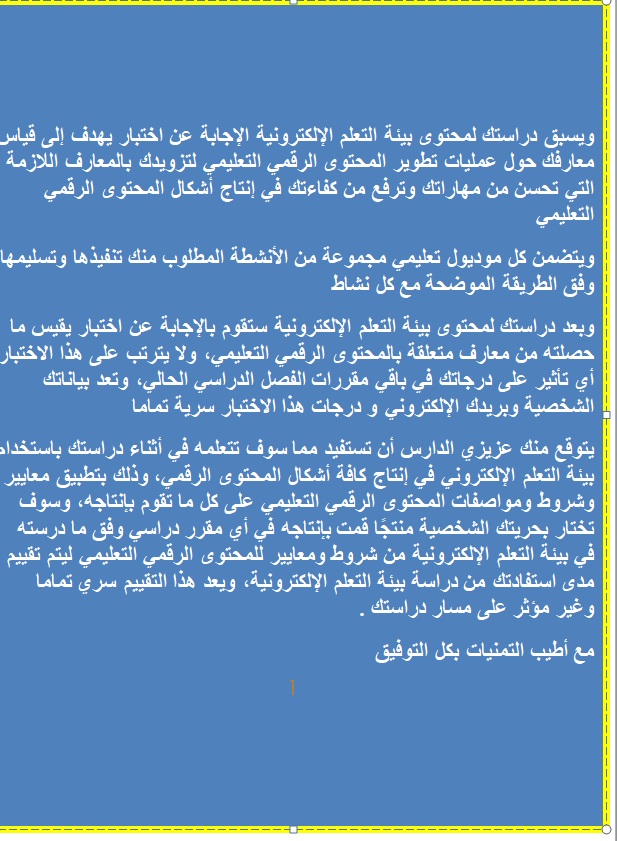 ويسبق دراستك لمحتوى بيئة التعلم الإلكترونية الإجابة عن اختبار يهدف إلى قياس
معارفك حول عمليات تطوير المحتوى الرقمي التعليمي لتزويدك بالمعارف اللازمة
التي تحسن من مهاراتك وترفع من كفاءتك في إنتاج أشكال المحتوى الرقمي
التعليمي
ويتضمن كل موديول تعليمي مجموعة من الأنشطة المطلوب منك تنفيذها وتسليمها
وفق الطريقة الموضحة مع كل نشاط
وبعد دراستك لمحتوى بيئة التعلم الإلكترونية ستقوم بالإجابة عن اختبار يقيس ما
حصلته من معارف متعلقة بالمحتوى الرقمي التعليمي، ولا يترتب على هذا الاختبار
أي تأثير على درجاتك في باقي مقررات الفصل الدراسي الحالي، وتعد بياناتك
الشخصية وبريدك الإلكتروني و درجات هذا الاختبار سرية تماما
يتوقع منك عزيزي الدارس أن تستفيد مما سوف تتعلمه في أثناء دراستك باستخدام
بيئة التعلم الإلكتروني في إنتاج كافة أشكال المحتوى الرقمي، وذلك بتطبيق معايير
وشروط ومواصفات المحتوى الرقمي التعليمي على كل ما تقوم بإنتاجه، وسوف
تختار بحريتك الشخصية منتجًا قمت بإنتاجه في أي مقرر دراسي وفق ما درسته
في بيئة التعلم الإلكترونية من شروط ومعايير للمحتوى الرقمي التعليمي ليتم تقييم
مدى استفادتك من دراسة بيئة التعلم الإلكترونية، ويعد هذا التقييم سري تماما
وغير مؤثر على مسار دراستك .
مع أطيب التمنيات بكل التوفيق